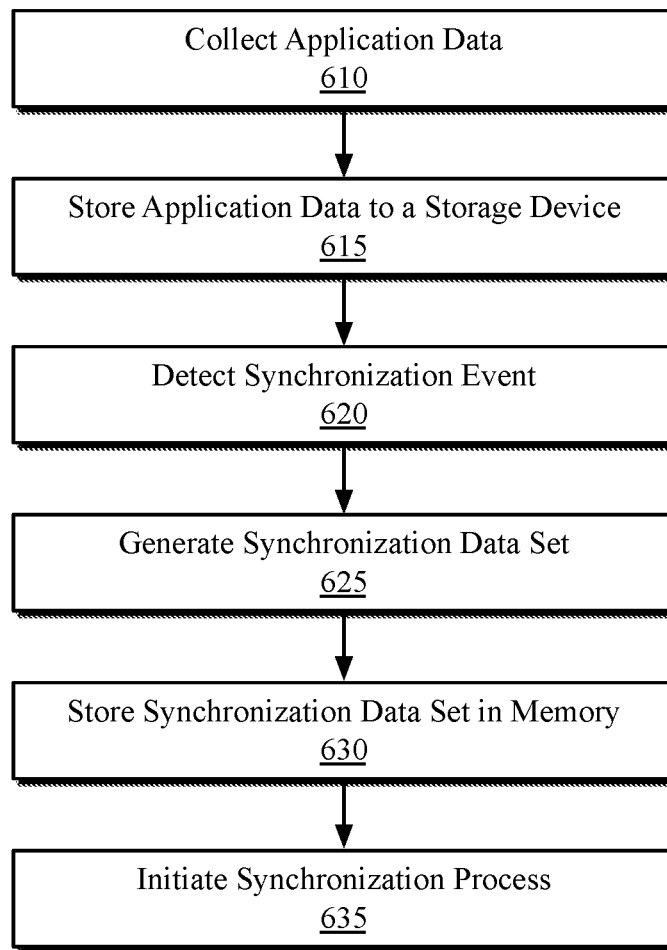 Collect Application Data
610
Store Application Data to a Storage Device
615
Detect Synchronization Event
620
Generate Synchronization Data Set
625
Store Synchronization Data Set in Memory
630
Initiate Synchronization Process
635